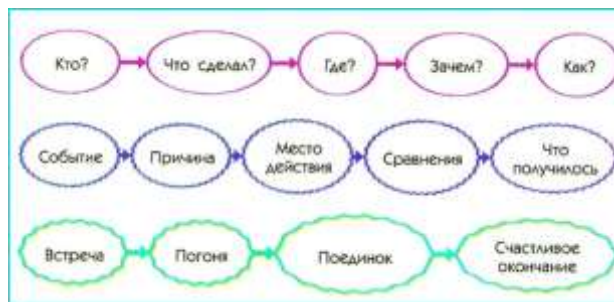 Кто? Что сделал? Где? Зачем? Как?
Событие Причина Место действия Сравнения Что получилось
Встреча Погоня Поединок Счастливое окончание